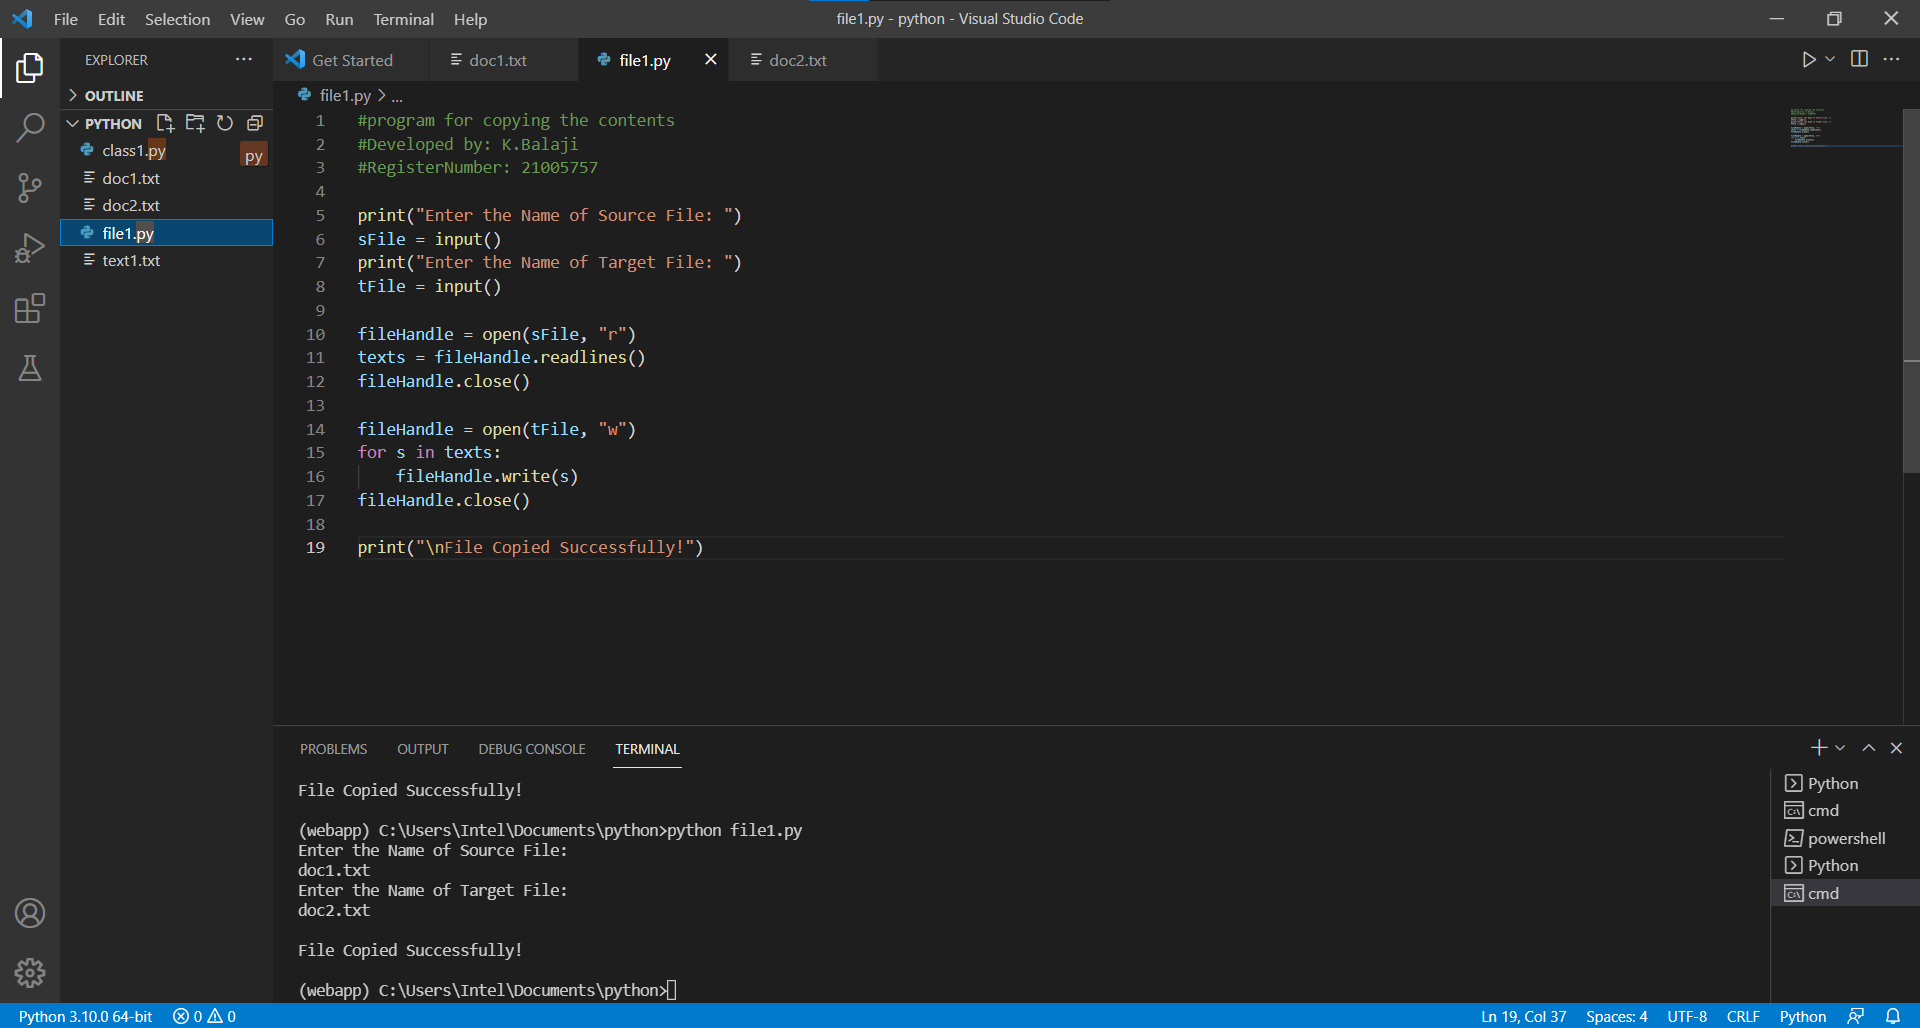 File Edit Selection View Go Run Terminal Help
file1.py - python - Visual Studio Code
EXPLORER
OUTLINE
PYTHON
class1.py
py
doc1.txt
doc2.txt
file1.py
text1.txt
Get Started
doc1.txt
file1.py
doc2.txt
file1.py > ...
1 #program for copying the contents
2 #Developed by: K.Balaji
3 #RegisterNumber: 21005757
4
5 print("Enter the Name of Source File: ")
6 sFile = input()
7 print("Enter the Name of Target File: ")
8 tFile = input()
9
10 fileHandle = open(sFile, "r")
11 texts = fileHandle.readlines()
12 fileHandle.close()
13
14 fileHandle = open(tFile, "w")
15 for s in texts:
16 fileHandle.write(s)
17 fileHandle.close()
18
19 print("\nFile Copied Successfully!")
PROBLEMS OUTPUT DEBUG CONSOLE TERMINAL
File Copied Successfully!
(webapp) C:\Users\Intel\Documents\python>python file1.py
Enter the Name of Source File:
doc1.txt
Enter the Name of Target File:
doc2.txt
File Copied Successfully!
(webapp) C:\Users\Intel\Documents\python>
Python
cmd
powershell
Python
cmd
Python 3.10.0 64-bit 0 0
Ln 19, Col 37 Spaces: 4 UTF-8 CRLF Python